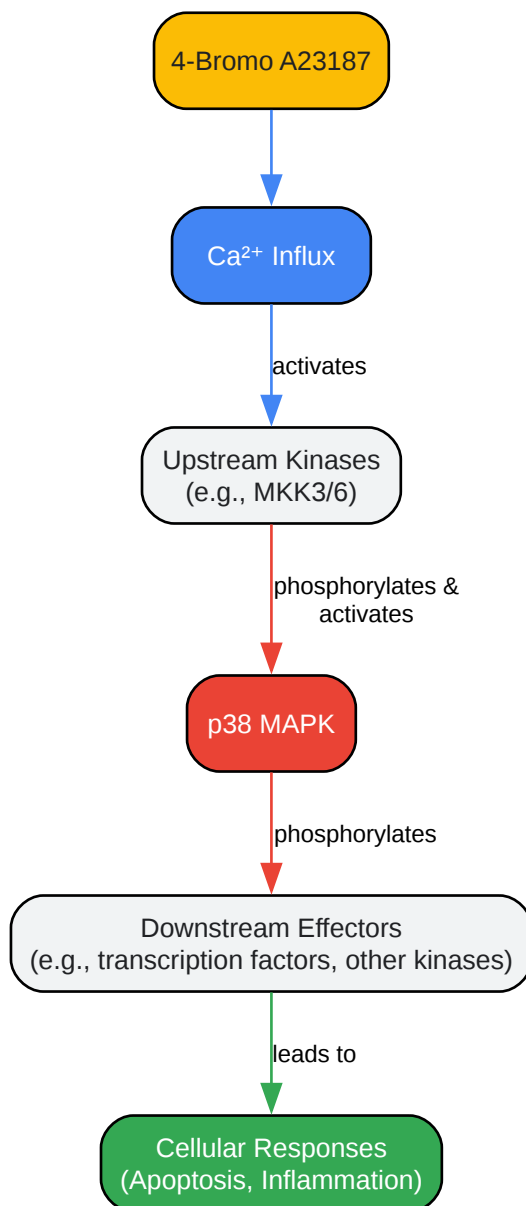 4-Bromo A23187
Ca²⁺ Influx
activates
Upstream Kinases
(e.g., MKK3/6)
phosphorylates &
activates
p38 MAPK
phosphorylates
Downstream Effectors
(e.g., transcription factors, other kinases)
leads to
Cellular Responses
(Apoptosis, Inflammation)